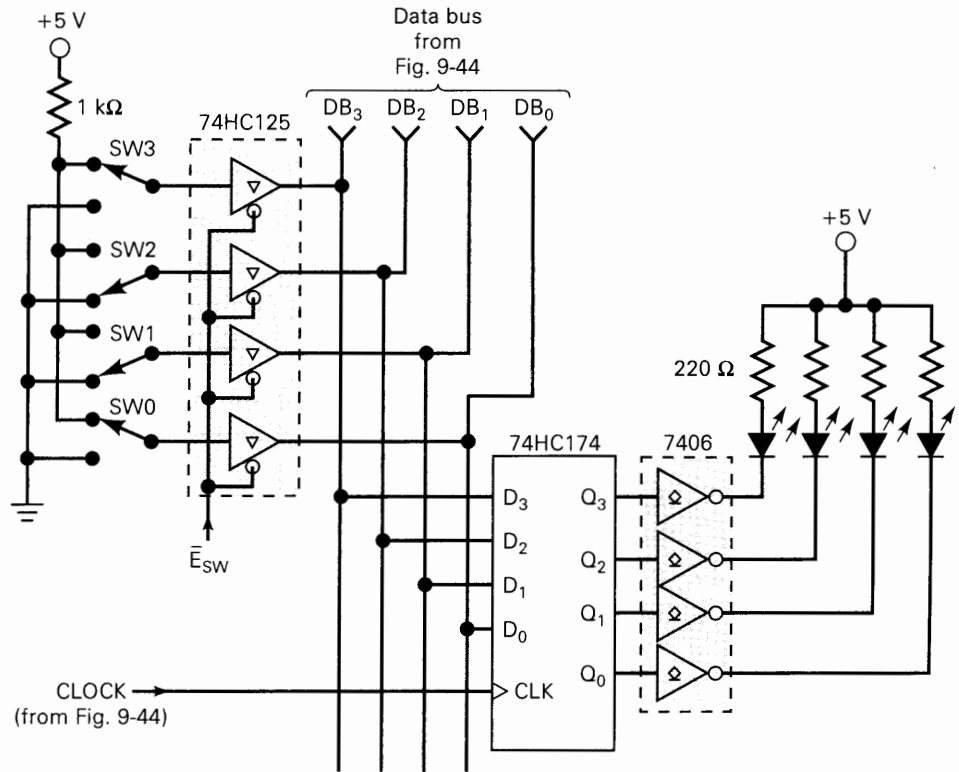 Data bus
from
Fig. 9-44
+5 V
1 kΩ
74HC125
DB₃ DB₂ DB₁ DB₀
SW3
SW2
SW1
SW0
Ē_SW
+5 V
220 Ω
74HC174
7406
D₃
D₂
D₁
D₀
CLK
Q₃
Q₂
Q₁
Q₀
CLOCK
(from Fig. 9-44)